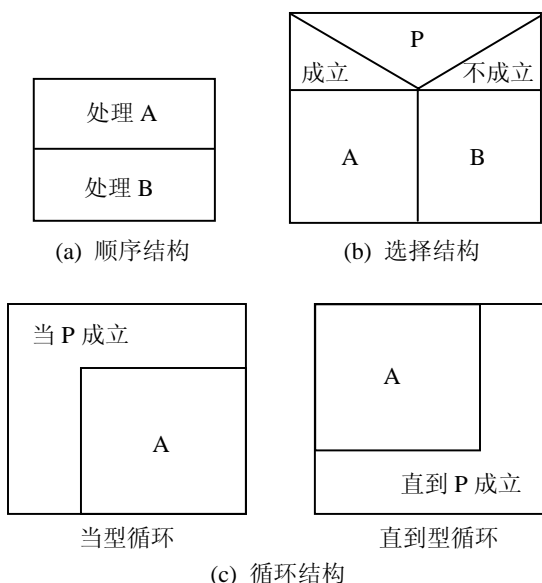 处理 A
处理 B
(a) 顺序结构
P
成立
不成立
A
B
(b) 选择结构
当 P 成立
A
当型循环
A
直到 P 成立
直到型循环
(c) 循环结构